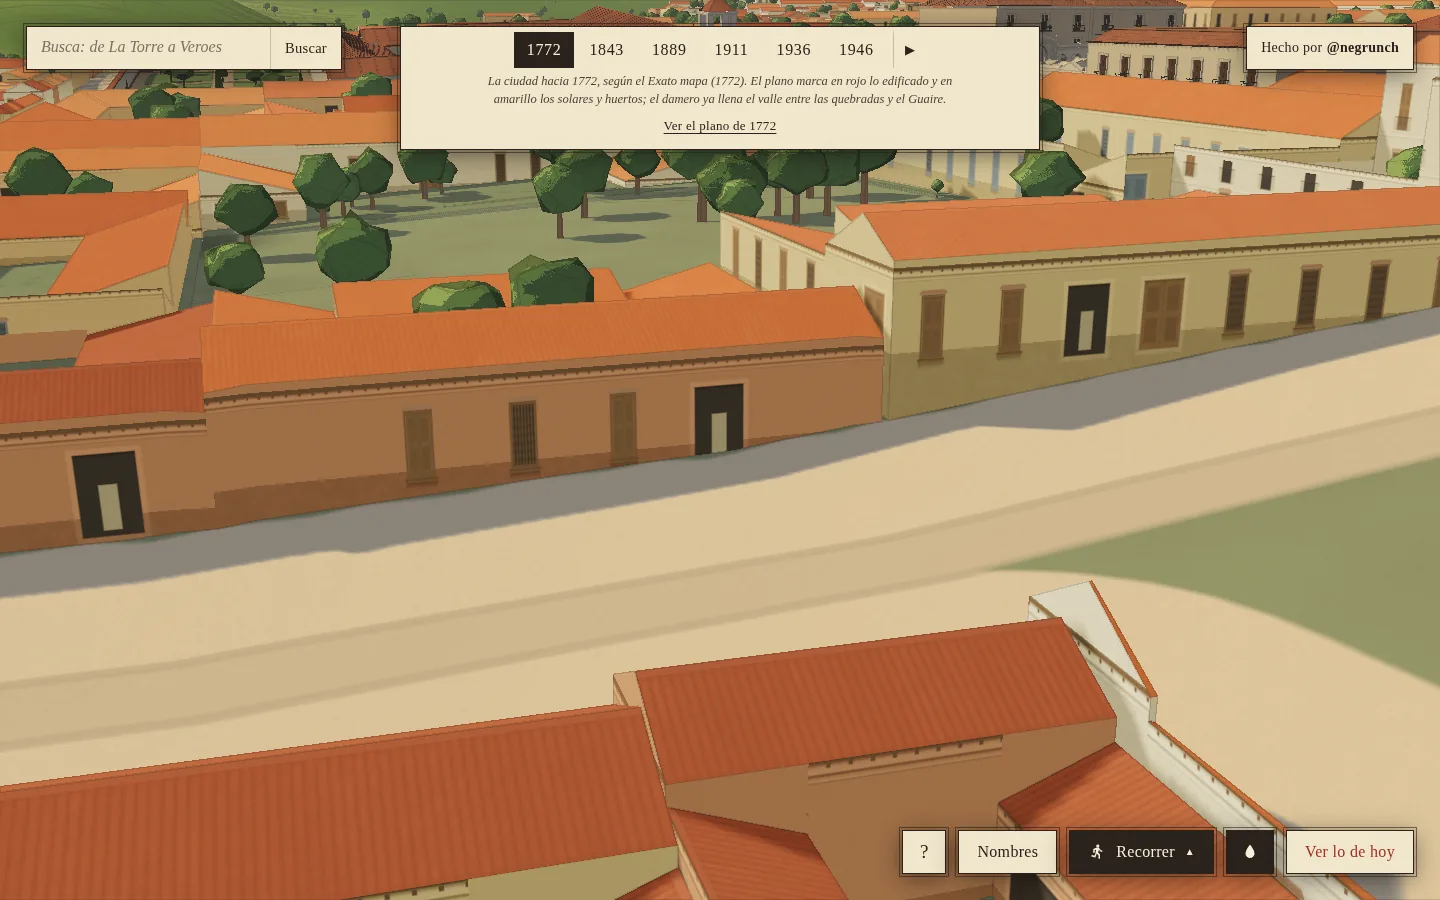 Busca: de La Torre a Veroes
Buscar
1772 1843 1889 1911 1936 1946 ▶
La ciudad hacia 1772, según el Exato mapa (1772). El plano marca en rojo lo edificado y en
amarillo los solares y huertos; el damero ya llena el valle entre las quebradas y el Guaire.
Ver el plano de 1772
Hecho por @negrunch
?
Nombres
Recorrer ▲
Ver lo de hoy